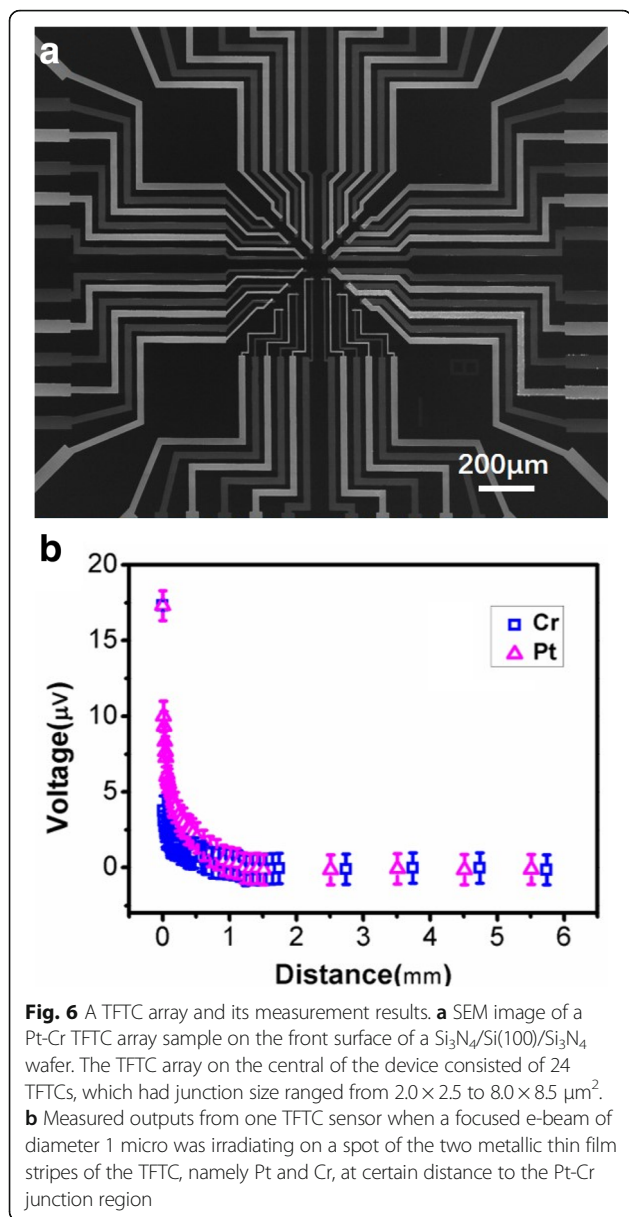 a
200μm
b
20
15
10
5
0
Voltage(μv)
Cr
Pt
0 1 2 3 4 5 6
Distance(mm)
Fig. 6 A TFTC array and its measurement results. a SEM image of a
Pt-Cr TFTC array sample on the front surface of a Si₃N₄/Si(100)/Si₃N₄
wafer. The TFTC array on the central of the device consisted of 24
TFTCs, which had junction size ranged from 2.0 × 2.5 to 8.0 × 8.5 μm².
b Measured outputs from one TFTC sensor when a focused e-beam of
diameter 1 micro was irradiating on a spot of the two metallic thin film
stripes of the TFTC, namely Pt and Cr, at certain distance to the Pt-Cr
junction region